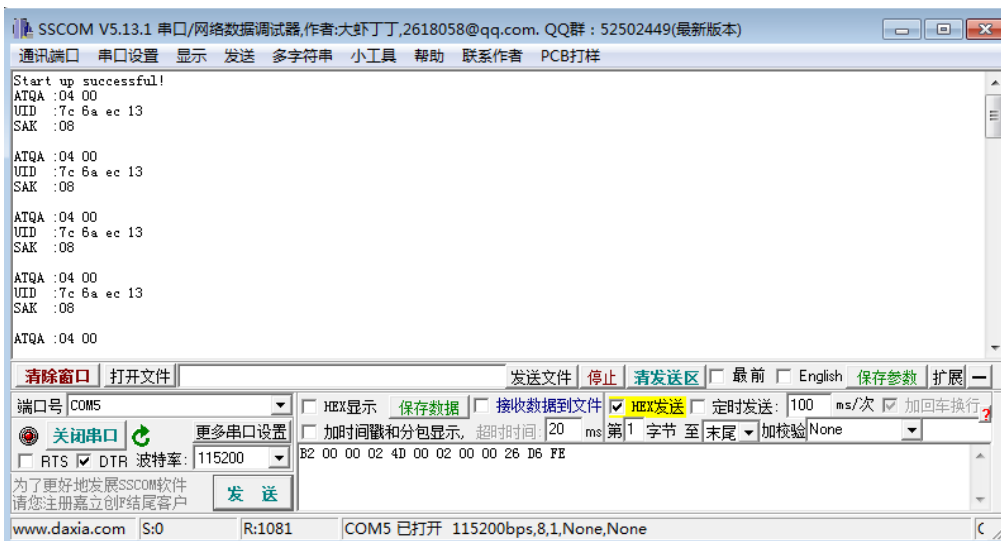 SSCOM V5.13.1 串口/网络数据调试器,作者:大虾丁丁,2618058@qq.com. QQ群：52502449(最新版本)
通讯端口 串口设置 显示 发送 多字符串 小工具 帮助 联系作者 PCB打样
Start up successful!
ATQA :04 00
UID :7c 6a ec 13
SAK :08
ATQA :04 00
UID :7c 6a ec 13
SAK :08
ATQA :04 00
UID :7c 6a ec 13
SAK :08
ATQA :04 00
UID :7c 6a ec 13
SAK :08
ATQA :04 00
清除窗口 打开文件 发送文件 停止 清发送区 最前 English 保存参数 扩展 —
端口号 COM5 HEX显示 保存数据 接收数据到文件 HEX发送 定时发送: 100 ms/次 加回车换行 ?
关闭串口 更多串口设置 加时间戳和分包显示, 超时时间: 20 ms 第1 字节 至 末尾 加校验 None
RTS DTR 波特率: 115200 B2 00 00 02 4D 00 02 00 00 26 D6 FE
为了更好地发展SSCOM软件
请您注册嘉立创F结尾客户
发 送
www.daxia.com S:0 R:1081 COM5 已打开 115200bps,8,1,None,None